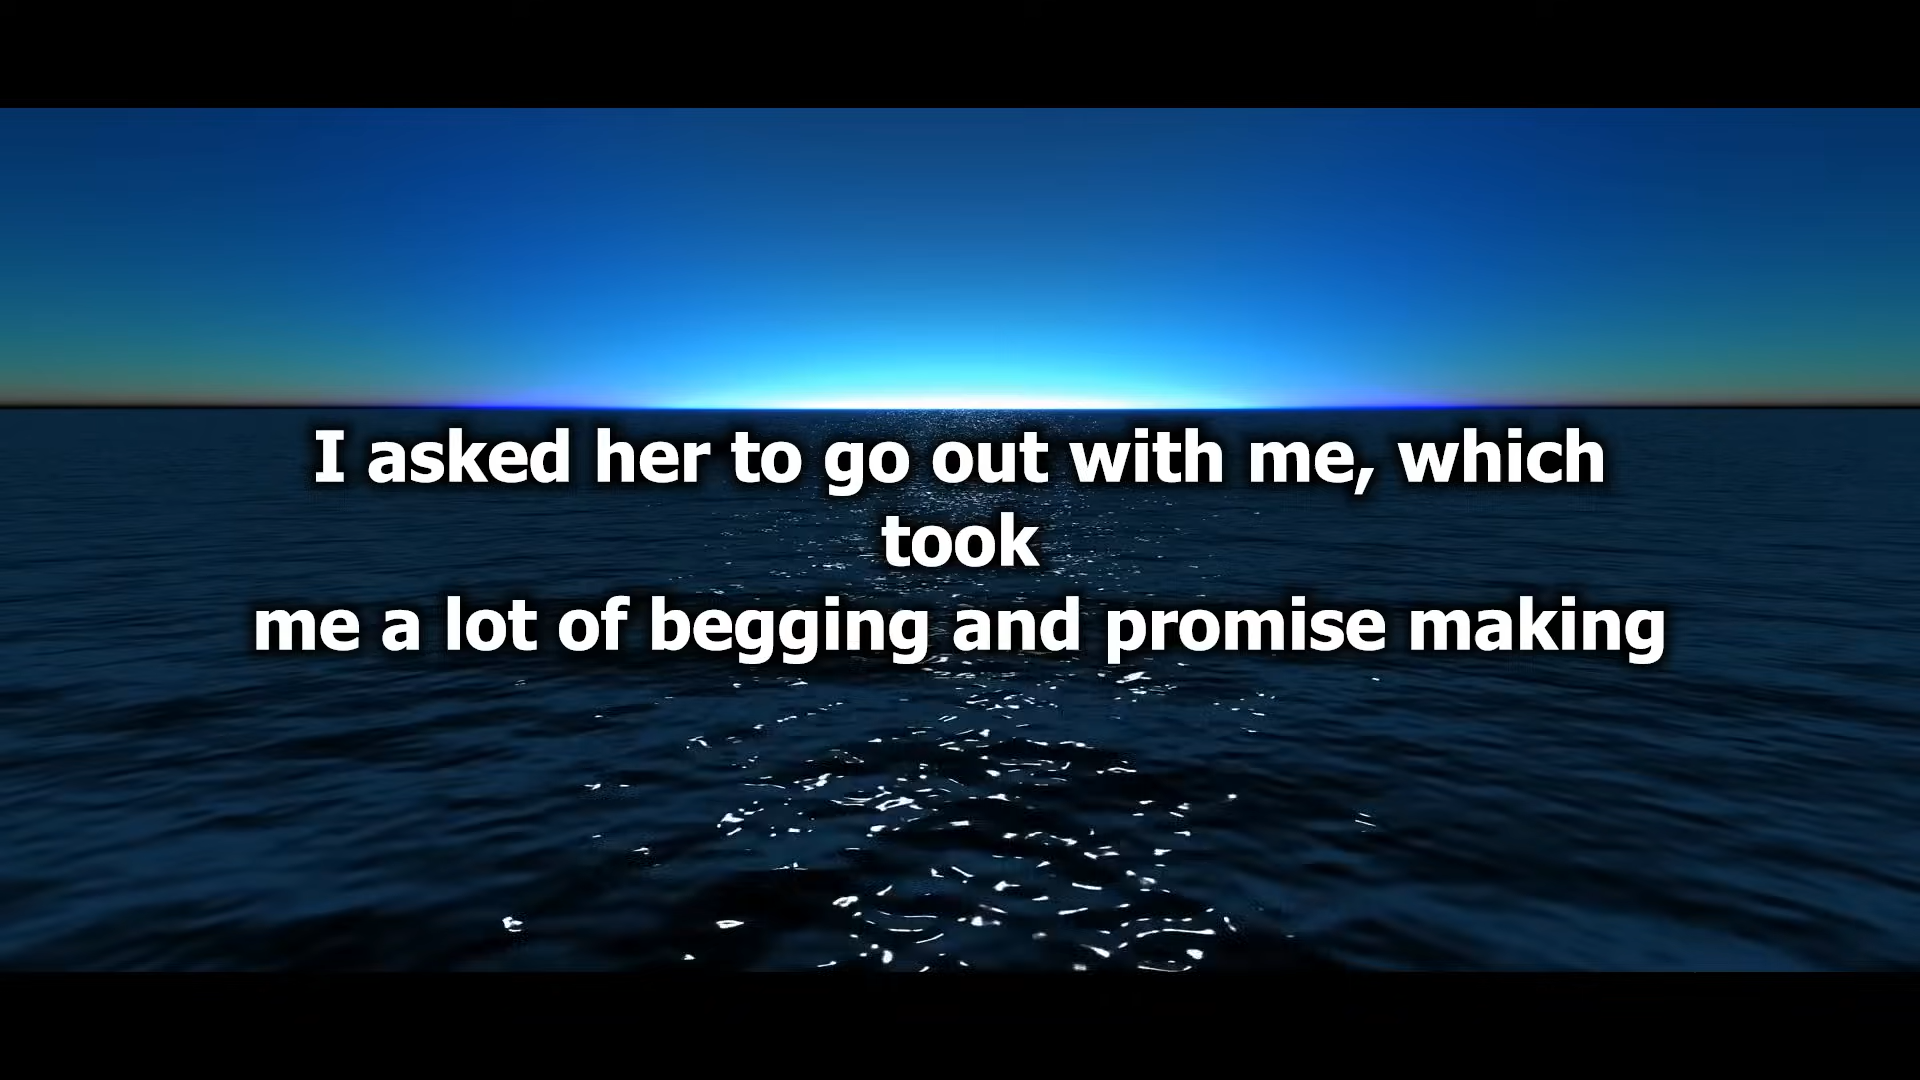 I asked her to go out with me, which
took
me a lot of begging and promise making